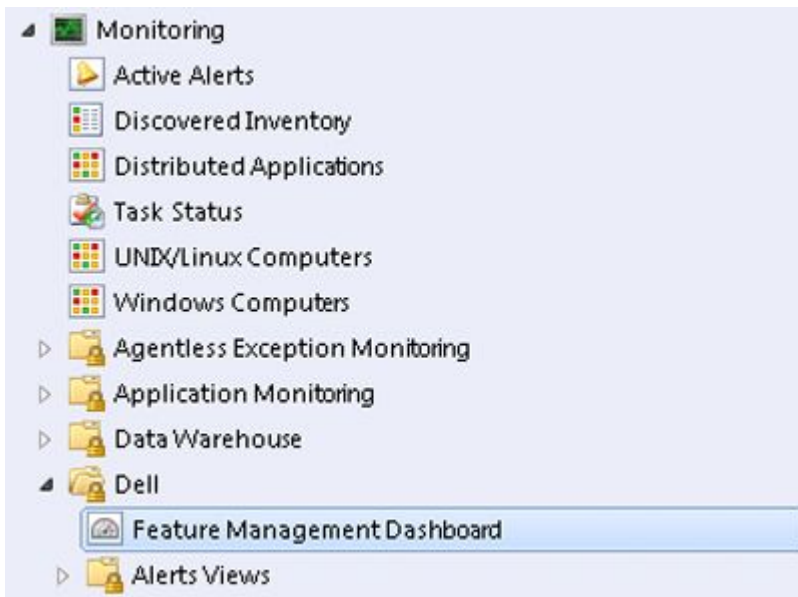 Monitoring
Active Alerts
Discovered Inventory
Distributed Applications
Task Status
UNIX/Linux Computers
Windows Computers
Agentless Exception Monitoring
Application Monitoring
Data Warehouse
Dell
Feature Management Dashboard
Alerts Views